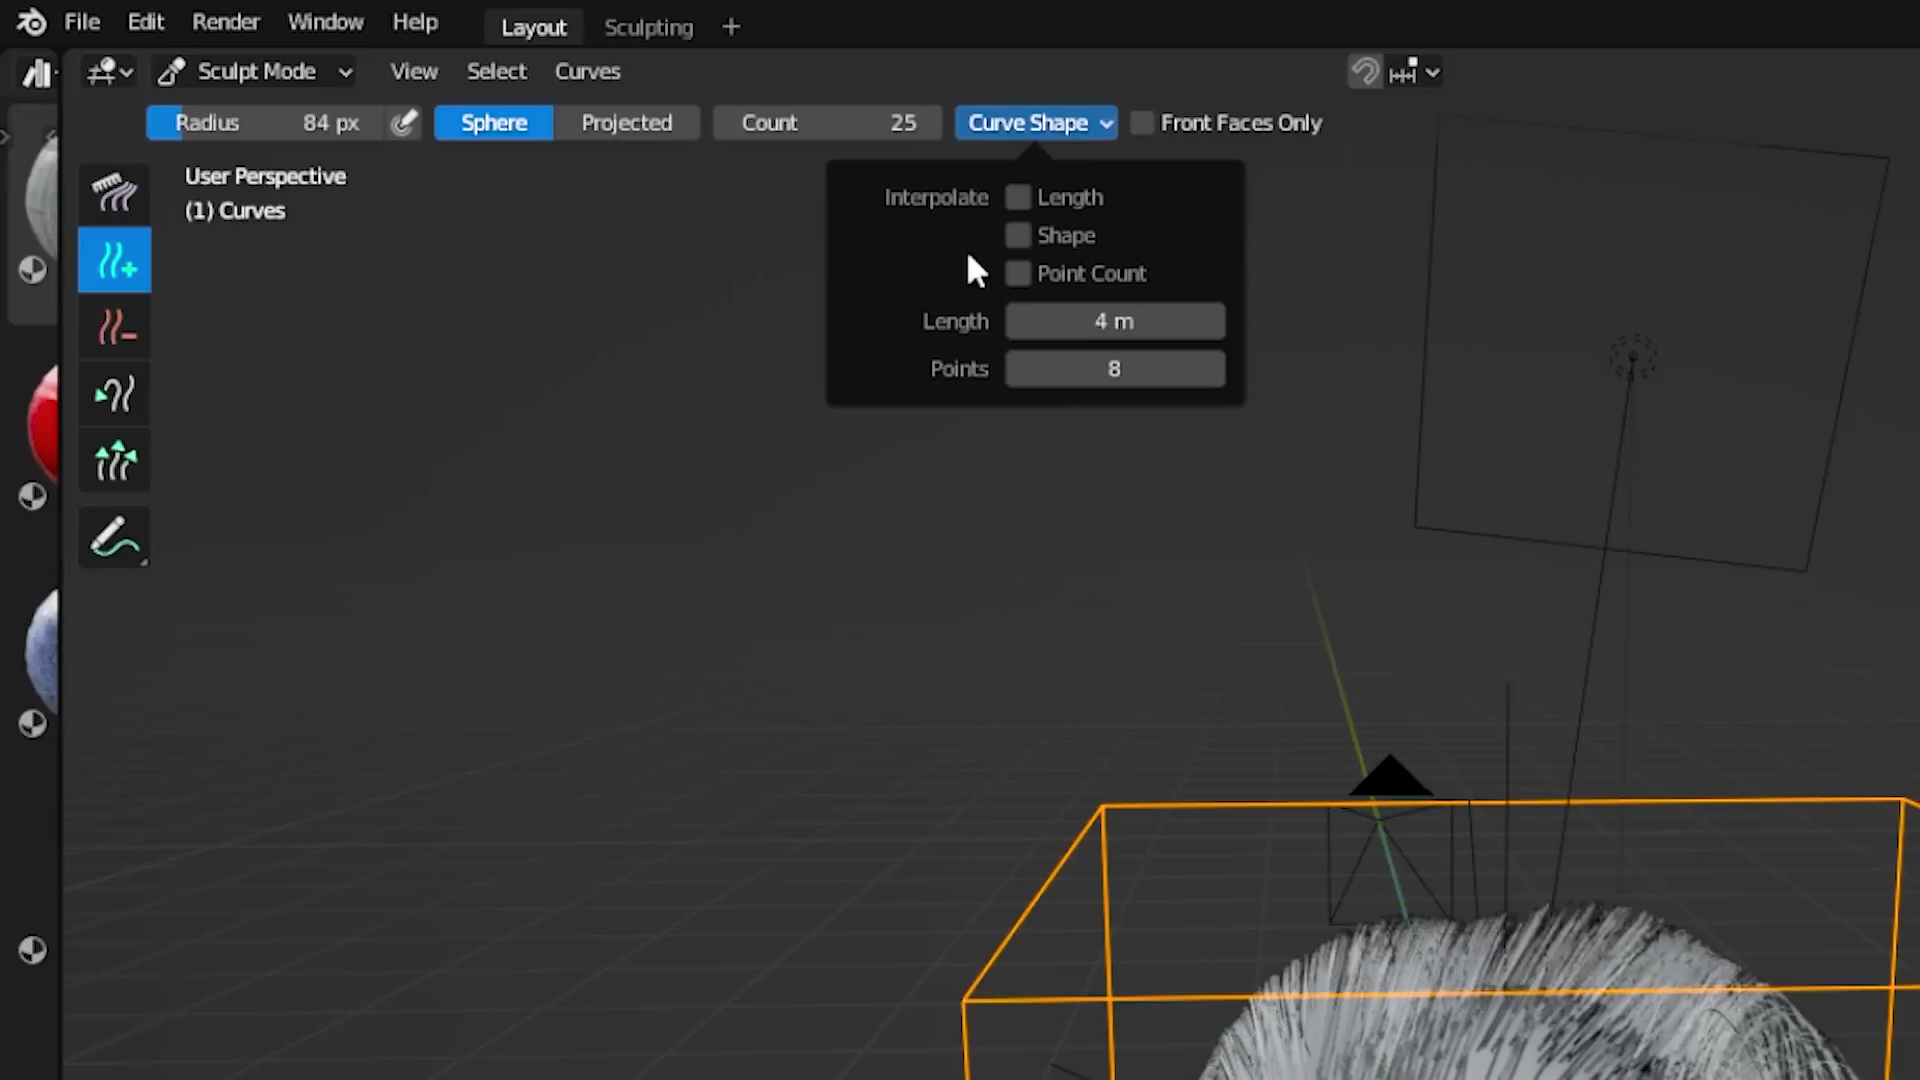 File Edit Render Window Help Layout Sculpting +
Sculpt Mode View Select Curves
Radius 84 px Sphere Projected Count 25 Curve Shape Front Faces Only
User Perspective
(1) Curves
Interpolate Length
Shape
Point Count
Length 4 m
Points 8